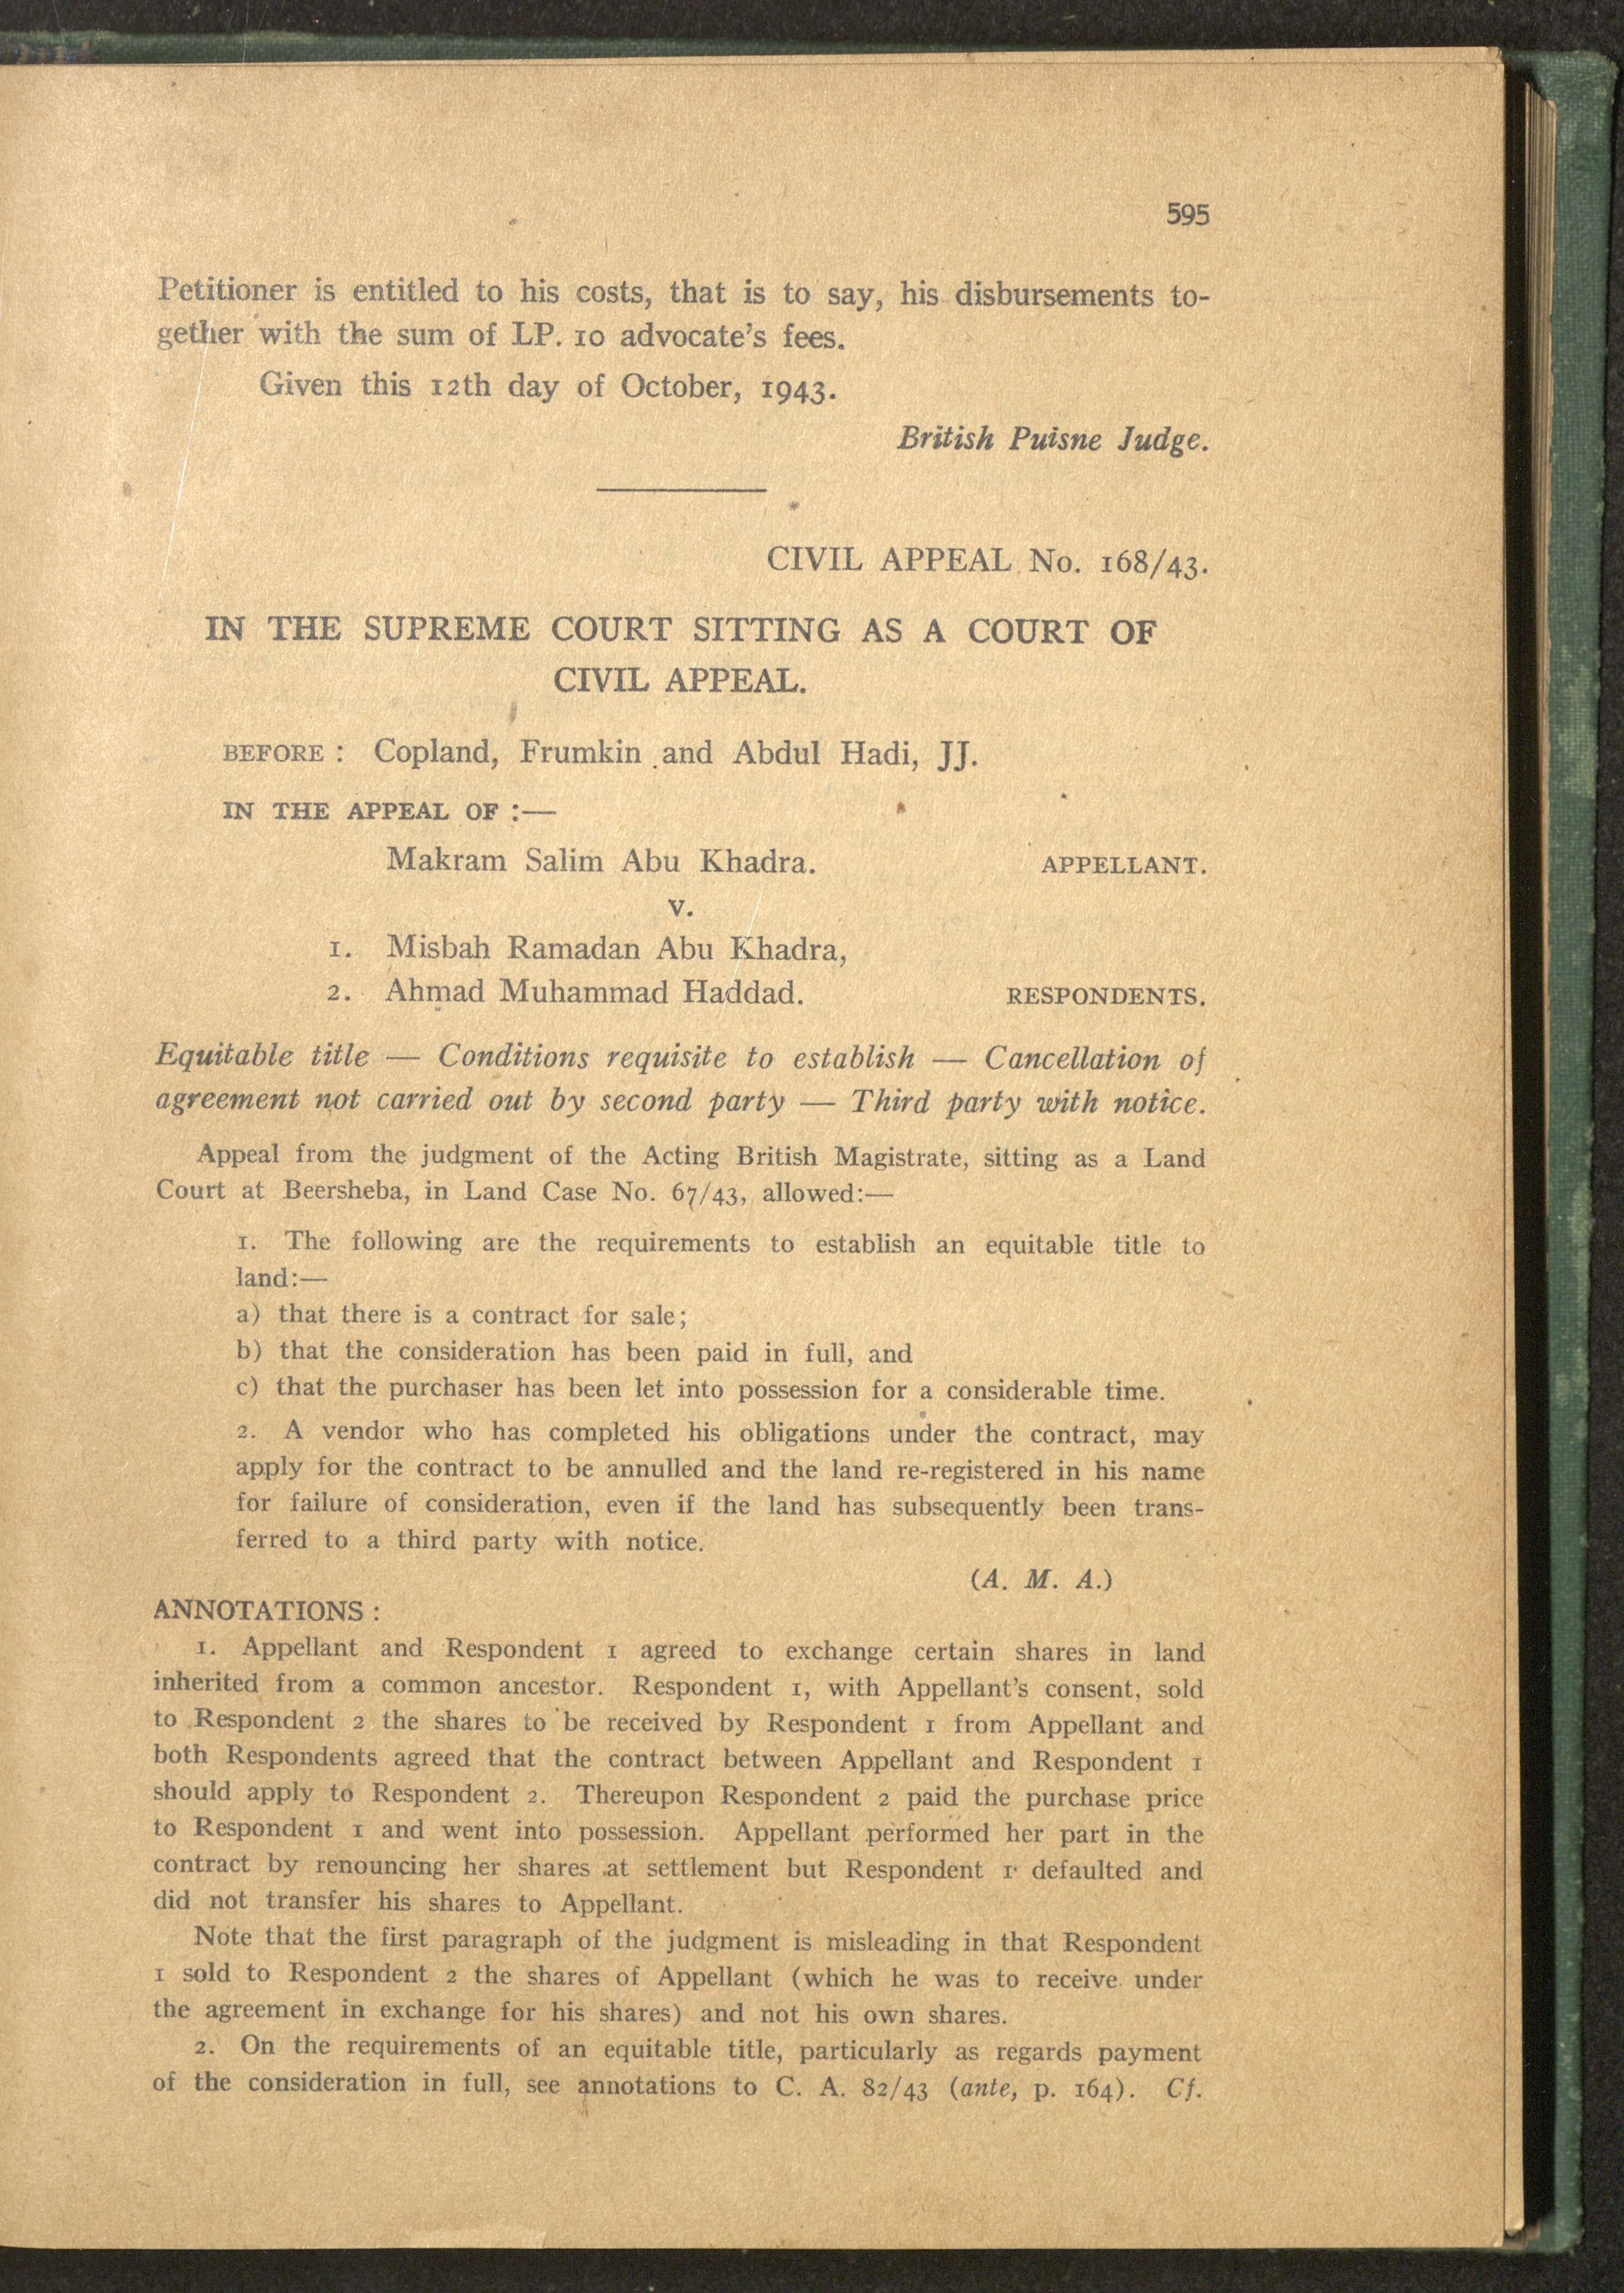 595
Petitioner is entitled to his costs, that is to say, his disbursements to-
gether with the sum of LP. 10 advocate's fees.
Given this 12th day of October, 1943.
British Puisne Judge.
CIVIL APPEAL No. 168/43.
IN THE SUPREME COURT SITTING AS A COURT OF
CIVIL APPEAL.
BEFORE : Copland, Frumkin and Abdul Hadi, JJ.
IN THE APPEAL OF :—
Makram Salim Abu Khadra. APPELLANT.
v.
1. Misbah Ramadan Abu Khadra,
2. Ahmad Muhammad Haddad. RESPONDENTS.
Equitable title — Conditions requisite to establish — Cancellation of
agreement not carried out by second party — Third party with notice.
Appeal from the judgment of the Acting British Magistrate, sitting as a Land
Court at Beersheba, in Land Case No. 67/43, allowed:—
1. The following are the requirements to establish an equitable title to
land:—
a) that there is a contract for sale;
b) that the consideration has been paid in full, and
c) that the purchaser has been let into possession for a considerable time.
2. A vendor who has completed his obligations under the contract, may
apply for the contract to be annulled and the land re-registered in his name
for failure of consideration, even if the land has subsequently been trans-
ferred to a third party with notice.
(A. M. A.)
ANNOTATIONS :
1. Appellant and Respondent 1 agreed to exchange certain shares in land
inherited from a common ancestor. Respondent 1, with Appellant's consent, sold
to Respondent 2 the shares to be received by Respondent 1 from Appellant and
both Respondents agreed that the contract between Appellant and Respondent 1
should apply to Respondent 2. Thereupon Respondent 2 paid the purchase price
to Respondent 1 and went into possession. Appellant performed her part in the
contract by renouncing her shares at settlement but Respondent 1 defaulted and
did not transfer his shares to Appellant.
Note that the first paragraph of the judgment is misleading in that Respondent
1 sold to Respondent 2 the shares of Appellant (which he was to receive under
the agreement in exchange for his shares) and not his own shares.
2. On the requirements of an equitable title, particularly as regards payment
of the consideration in full, see annotations to C. A. 82/43 (ante, p. 164). Cf.